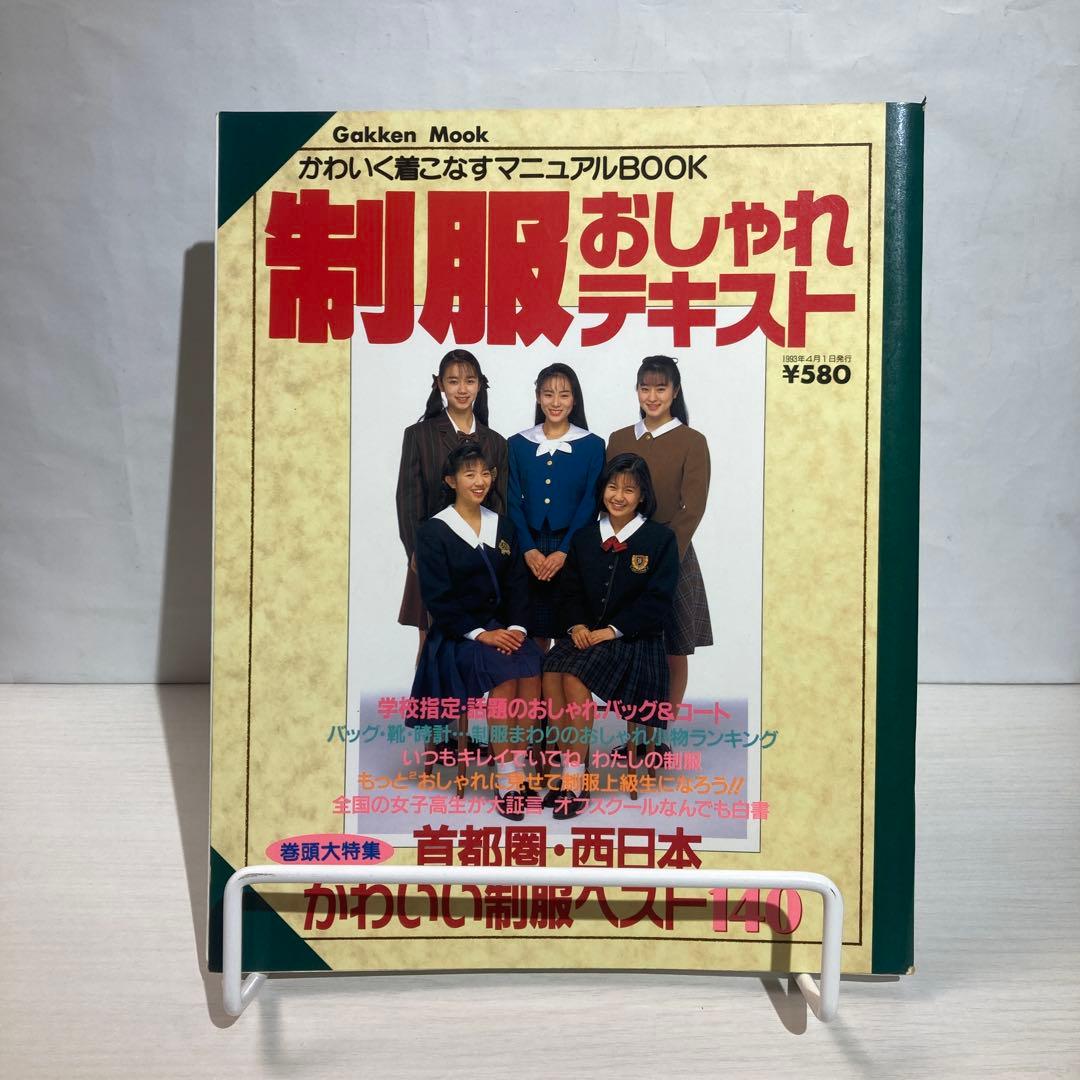 Gakken Mook
かわいく着こなすマニュアルBOOK
制服おしゃれ
テキスト
1993年4月1日発行
¥580
学校指定・話題のおしゃれバッグ&コート
バッグ・靴・時計…制服まわりのおしゃれ小物ランキング
いつもキレイでいてね わたしの制服
もっと²おしゃれに見せて制服上級生になろう!!
全国の女子高生が大証言 オフスクールなんでも白書
巻頭大特集
首都圏・西日本
かわいい制服ベスト140